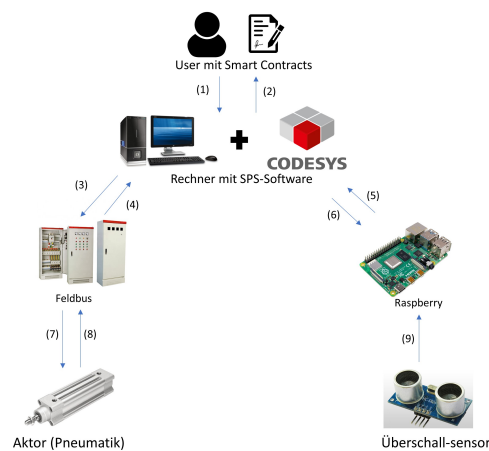 User mit Smart Contracts
(1)
(2)
CODESYS
Rechner mit SPS-Software
(3)
(4)
(5)
(6)
Feldbus
Raspberry
(7)
(8)
(9)
Aktor (Pneumatik)
Überschall-sensor